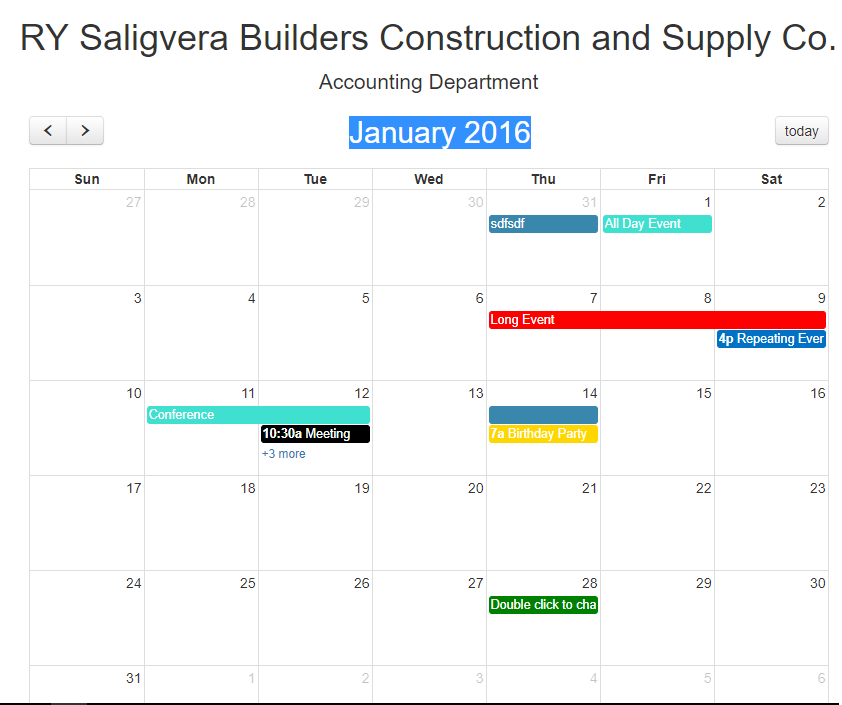 RY Saligvera Builders Construction and Supply Co.
Accounting Department
January 2016
today
Sun Mon Tue Wed Thu Fri Sat
27 28 29 30 31 1 2
sdfsdf All Day Event
3 4 5 6 7 8 9
Long Event
4p Repeating Ever
10 11 12 13 14 15 16
Conference
10:30a Meeting 7a Birthday Party
+3 more
17 18 19 20 21 22 23
24 25 26 27 28 29 30
Double click to cha
31 1 2 3 4 5 6